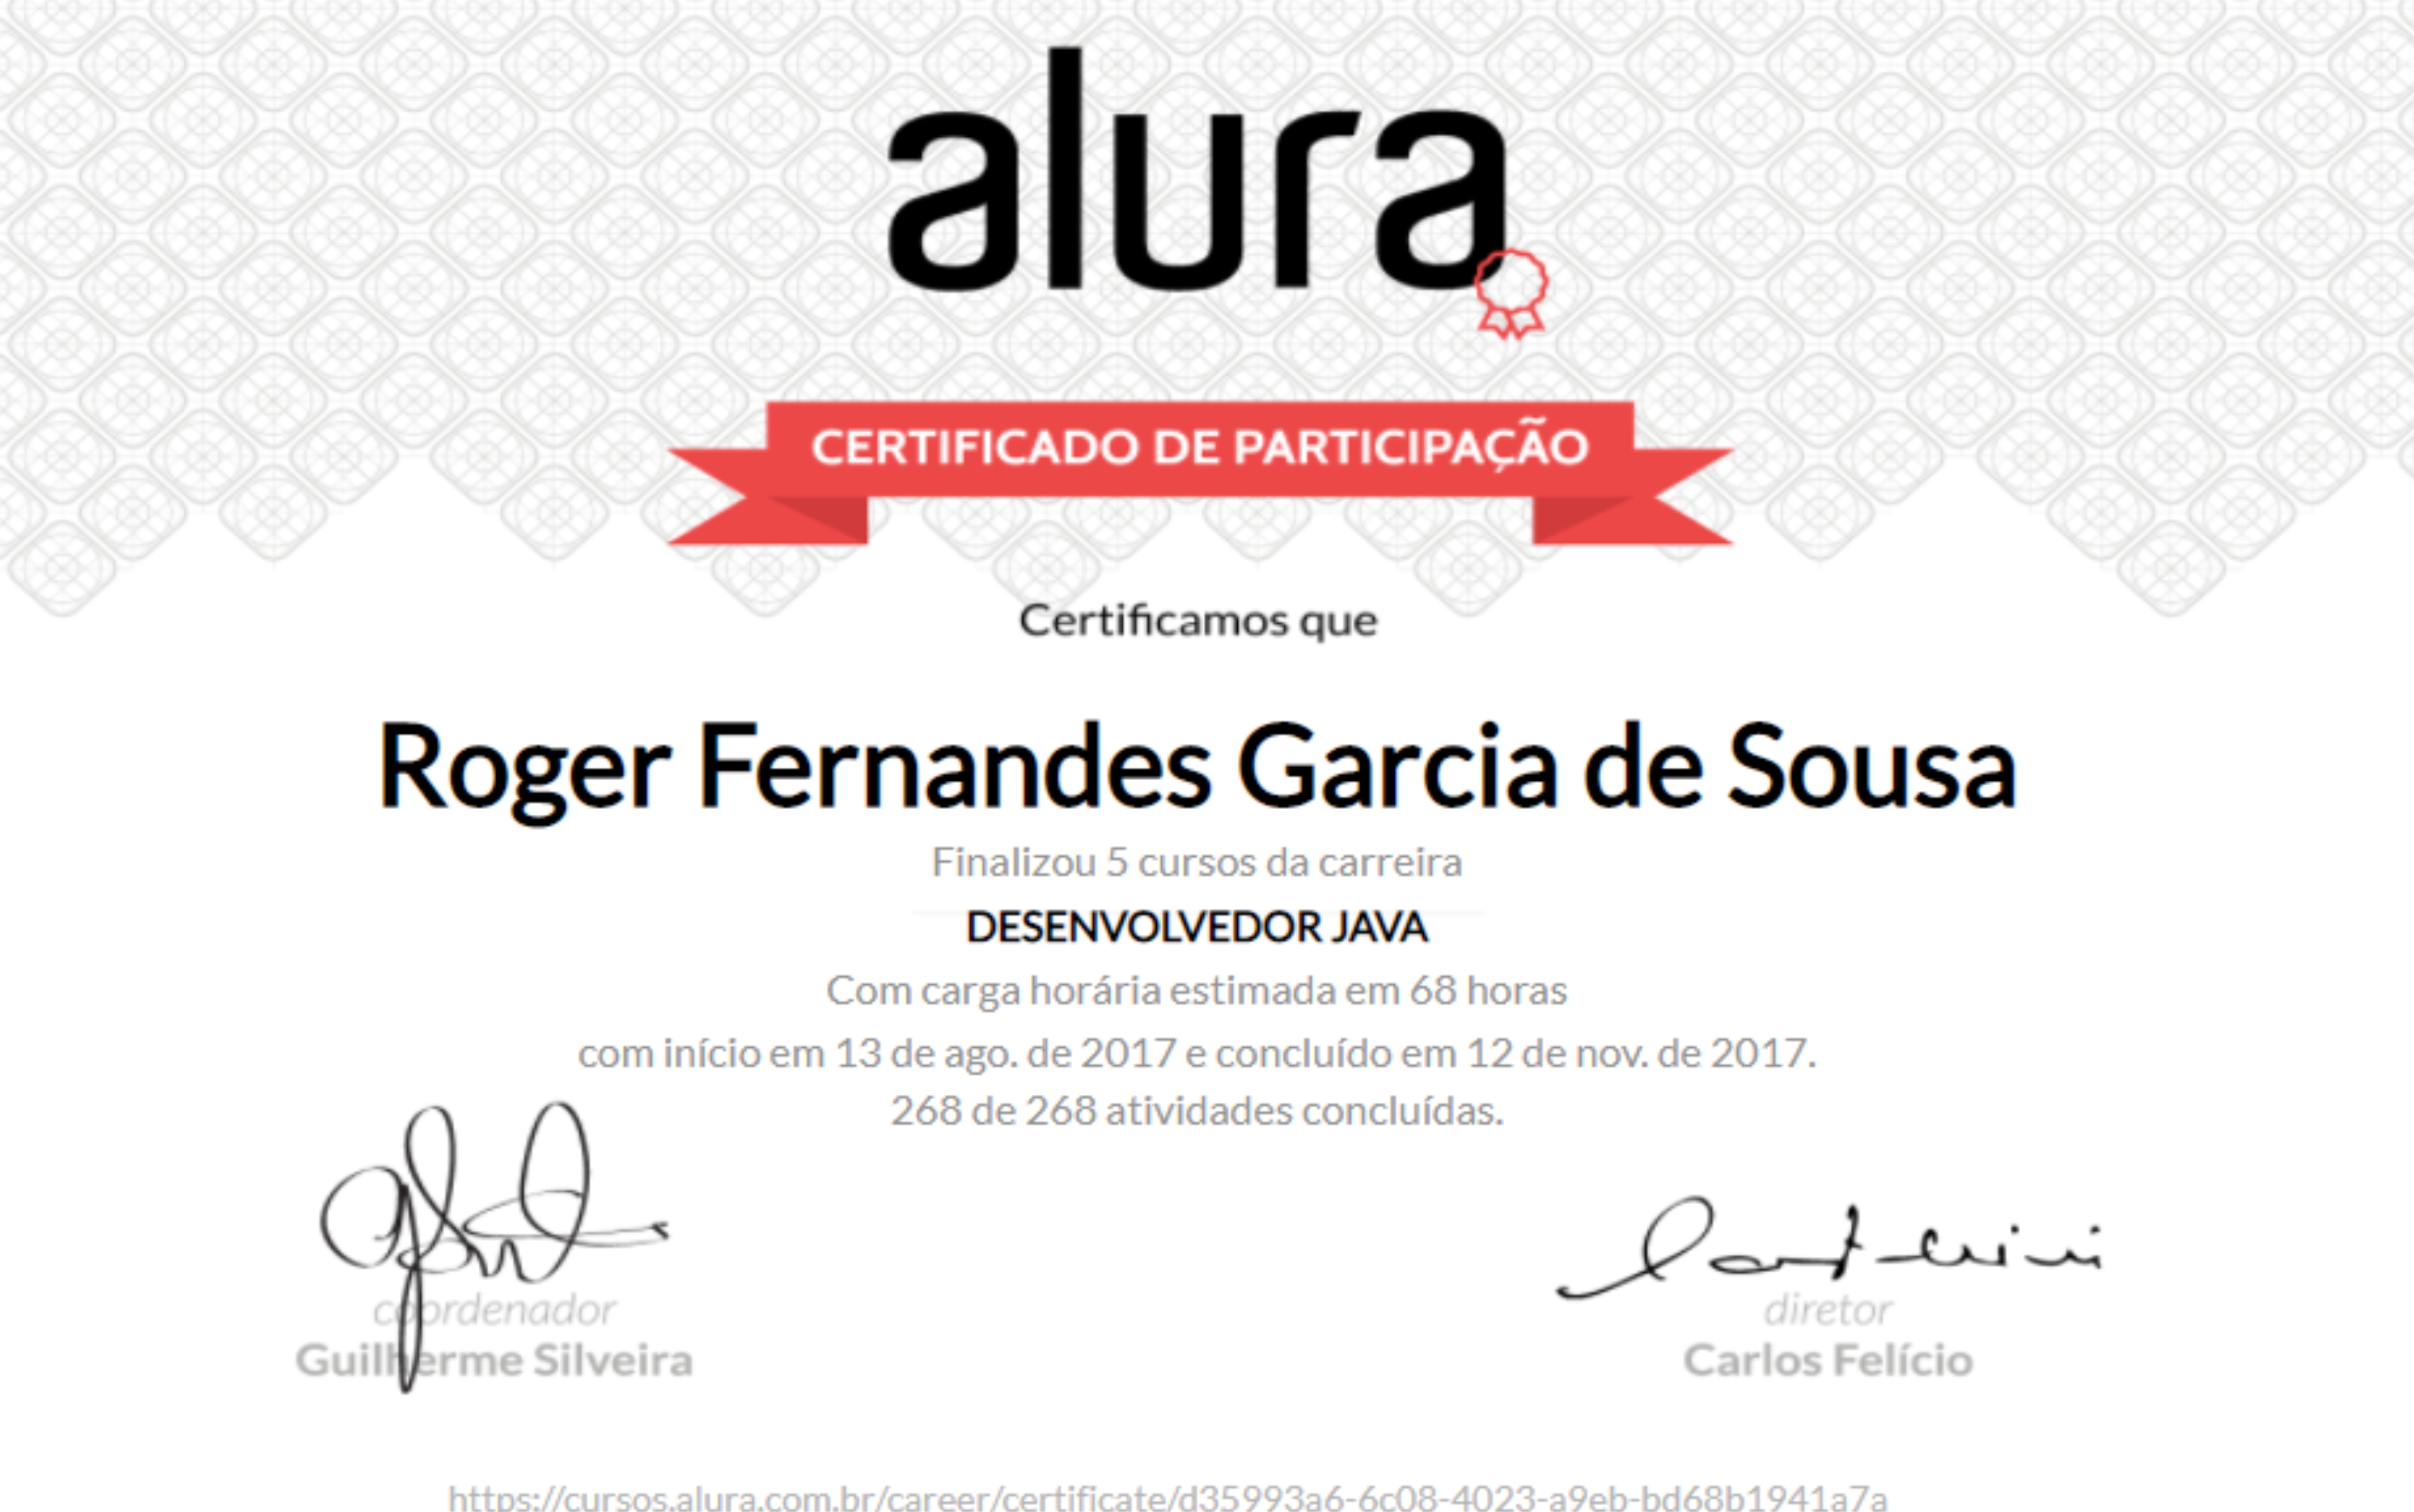 alura
CERTIFICADO DE PARTICIPAÇÃO
Certificamos que
Roger Fernandes Garcia de Sousa
Finalizou 5 cursos da carreira
DESENVOLVEDOR JAVA
Com carga horária estimada em 68 horas
com início em 13 de ago. de 2017 e concluído em 12 de nov. de 2017.
268 de 268 atividades concluídas.
coordenador
Guilherme Silveira
diretor
Carlos Felício
https://cursos.alura.com.br/career/certificate/d35993a6-6c08-4023-a9eb-bd68b1941a7a